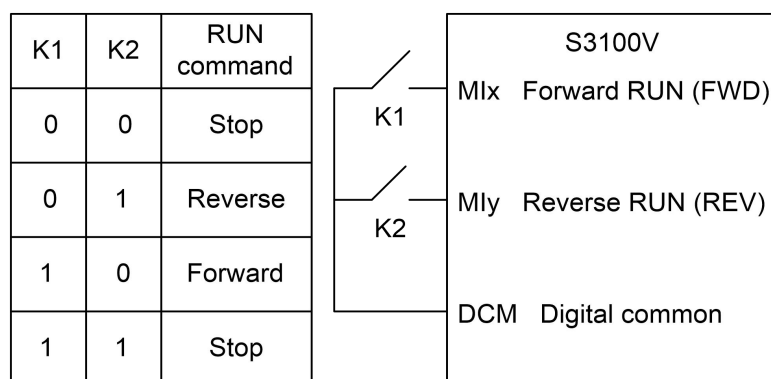 K1 K2 RUN command
0 0 Stop
0 1 Reverse
1 0 Forward
1 1 Stop
S3100V
K1
MIx Forward RUN (FWD)
K2
MIy Reverse RUN (REV)
DCM Digital common